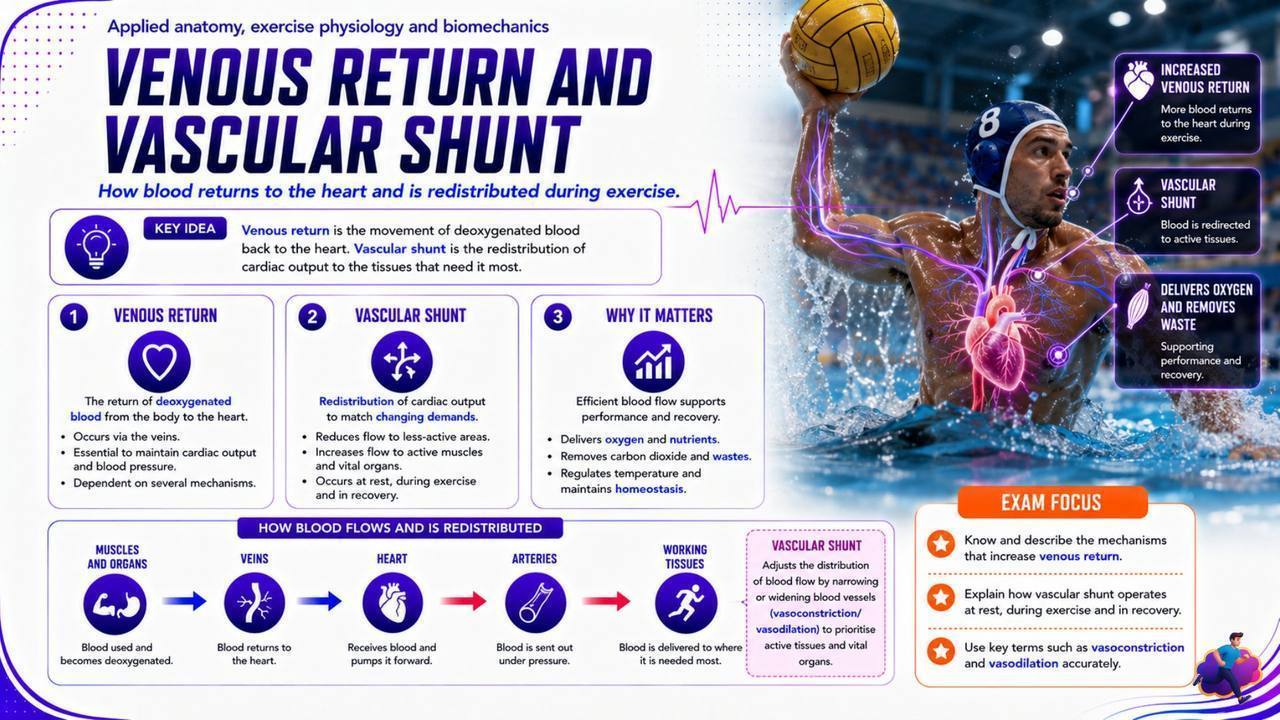 Applied anatomy, exercise physiology and biomechanics
VENOUS RETURN AND
VASCULAR SHUNT
How blood returns to the heart and is redistributed during exercise.
KEY IDEA
Venous return is the movement of deoxygenated blood
back to the heart. Vascular shunt is the redistribution of
cardiac output to the tissues that need it most.
1 VENOUS RETURN
The return of deoxygenated
blood from the body to the heart.
• Occurs via the veins.
• Essential to maintain cardiac output
and blood pressure.
• Dependent on several mechanisms.
2 VASCULAR SHUNT
Redistribution of cardiac output
to match changing demands.
• Reduces flow to less-active areas.
• Increases flow to active muscles
and vital organs.
• Occurs at rest, during exercise
and in recovery.
3 WHY IT MATTERS
Efficient blood flow supports
performance and recovery.
• Delivers oxygen and nutrients.
• Removes carbon dioxide and wastes.
• Regulates temperature and
maintains homeostasis.
8
INCREASED
VENOUS RETURN
More blood returns
to the heart during
exercise.
VASCULAR
SHUNT
Blood is redirected
to active tissues.
DELIVERS OXYGEN
AND REMOVES
WASTE
Supporting
performance and
recovery.
HOW BLOOD FLOWS AND IS REDISTRIBUTED
MUSCLES
AND ORGANS
Blood used and
becomes deoxygenated.
VEINS
Blood returns to
the heart.
HEART
Receives blood and
pumps it forward.
ARTERIES
Blood is sent out
under pressure.
WORKING
TISSUES
Blood is delivered to where
it is needed most.
VASCULAR SHUNT
Adjusts the distribution
of blood flow by narrowing
or widening blood vessels
(vasoconstriction/
vasodilation) to prioritise
active tissues and vital
organs.
EXAM FOCUS
Know and describe the mechanisms
that increase venous return.
Explain how vascular shunt operates
at rest, during exercise and in recovery.
Use key terms such as vasoconstriction
and vasodilation accurately.